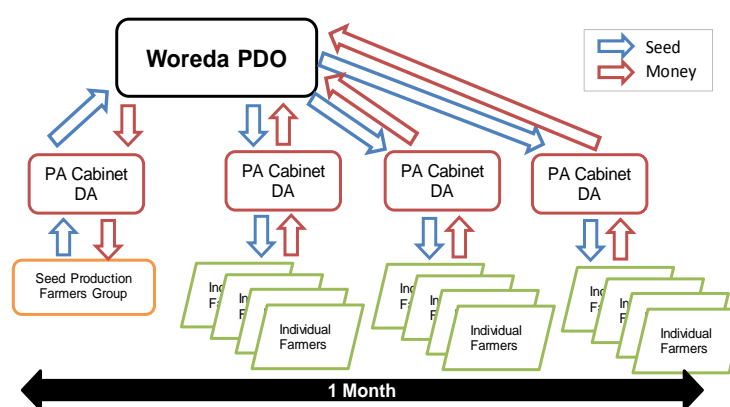 Woreda PDO
Seed
Money
PA Cabinet
DA
PA Cabinet
DA
PA Cabinet
DA
PA Cabinet
DA
Seed Production
Farmers Group
Individual
Farmers
Individual
Farmers
Individual
Farmers
1 Month